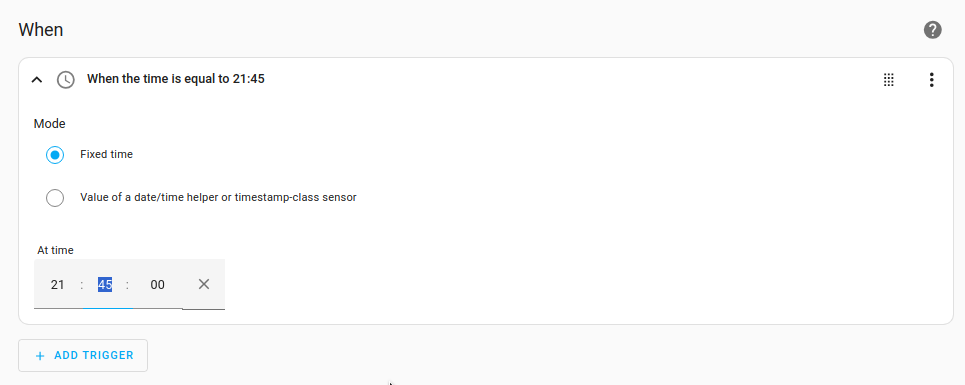 When
When the time is equal to 21:45
Mode
Fixed time
Value of a date/time helper or timestamp-class sensor
At time
21 : 45 : 00
ADD TRIGGER